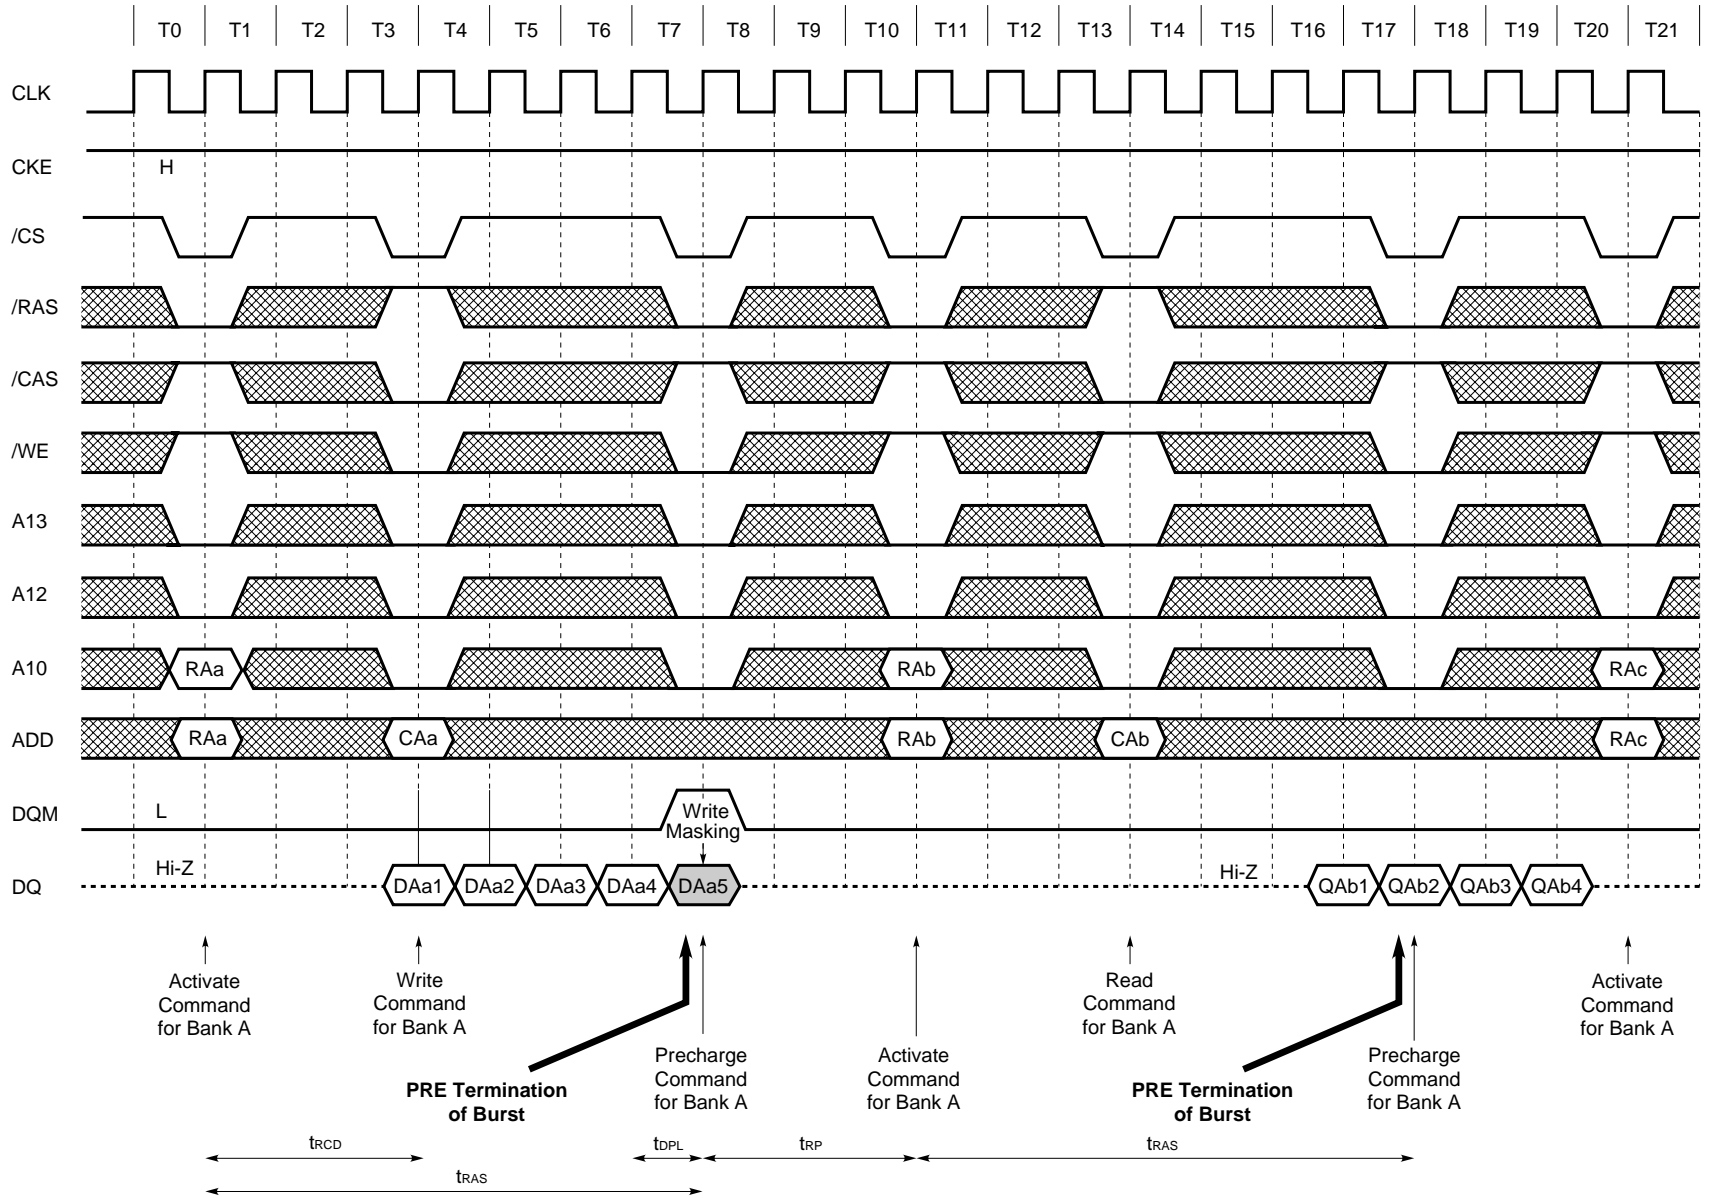 T0 T1 T2 T3 T4 T5 T6 T7 T8 T9 T10 T11 T12 T13 T14 T15 T16 T17 T18 T19 T20 T21
CLK
CKE H
/CS
/RAS
/CAS
/WE
A13
A12
A10 RAa RAb RAc
ADD RAa CAa RAb CAb RAc
DQM L Write
Masking
Hi-Z Hi-Z
DQ DAa1 DAa2 DAa3 DAa4 DAa5 QAb1 QAb2 QAb3 QAb4
Activate
Command
for Bank A
Write
Command
for Bank A
Read
Command
for Bank A
Activate
Command
for Bank A
PRE Termination
of Burst
Precharge
Command
for Bank A
Activate
Command
for Bank A
PRE Termination
of Burst
Precharge
Command
for Bank A
tRCD tDPL tRP tRAS
tRAS